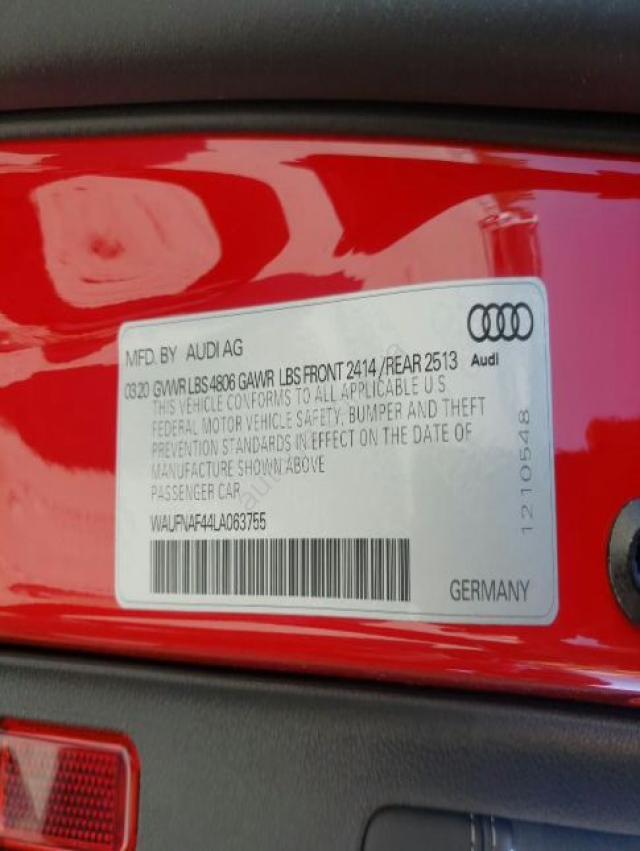 MFD. BY AUDI AG
Audi
0320 GVWR LBS 4806 GAWR LBS FRONT 2414 /REAR 2513
THIS VEHICLE CONFORMS TO ALL APPLICABLE U.S.
FEDERAL MOTOR VEHICLE SAFETY, BUMPER AND THEFT
PREVENTION STANDARDS IN EFFECT ON THE DATE OF
MANUFACTURE SHOWN ABOVE
PASSENGER CAR
WAUFNAF44LA063755
GERMANY
1210548